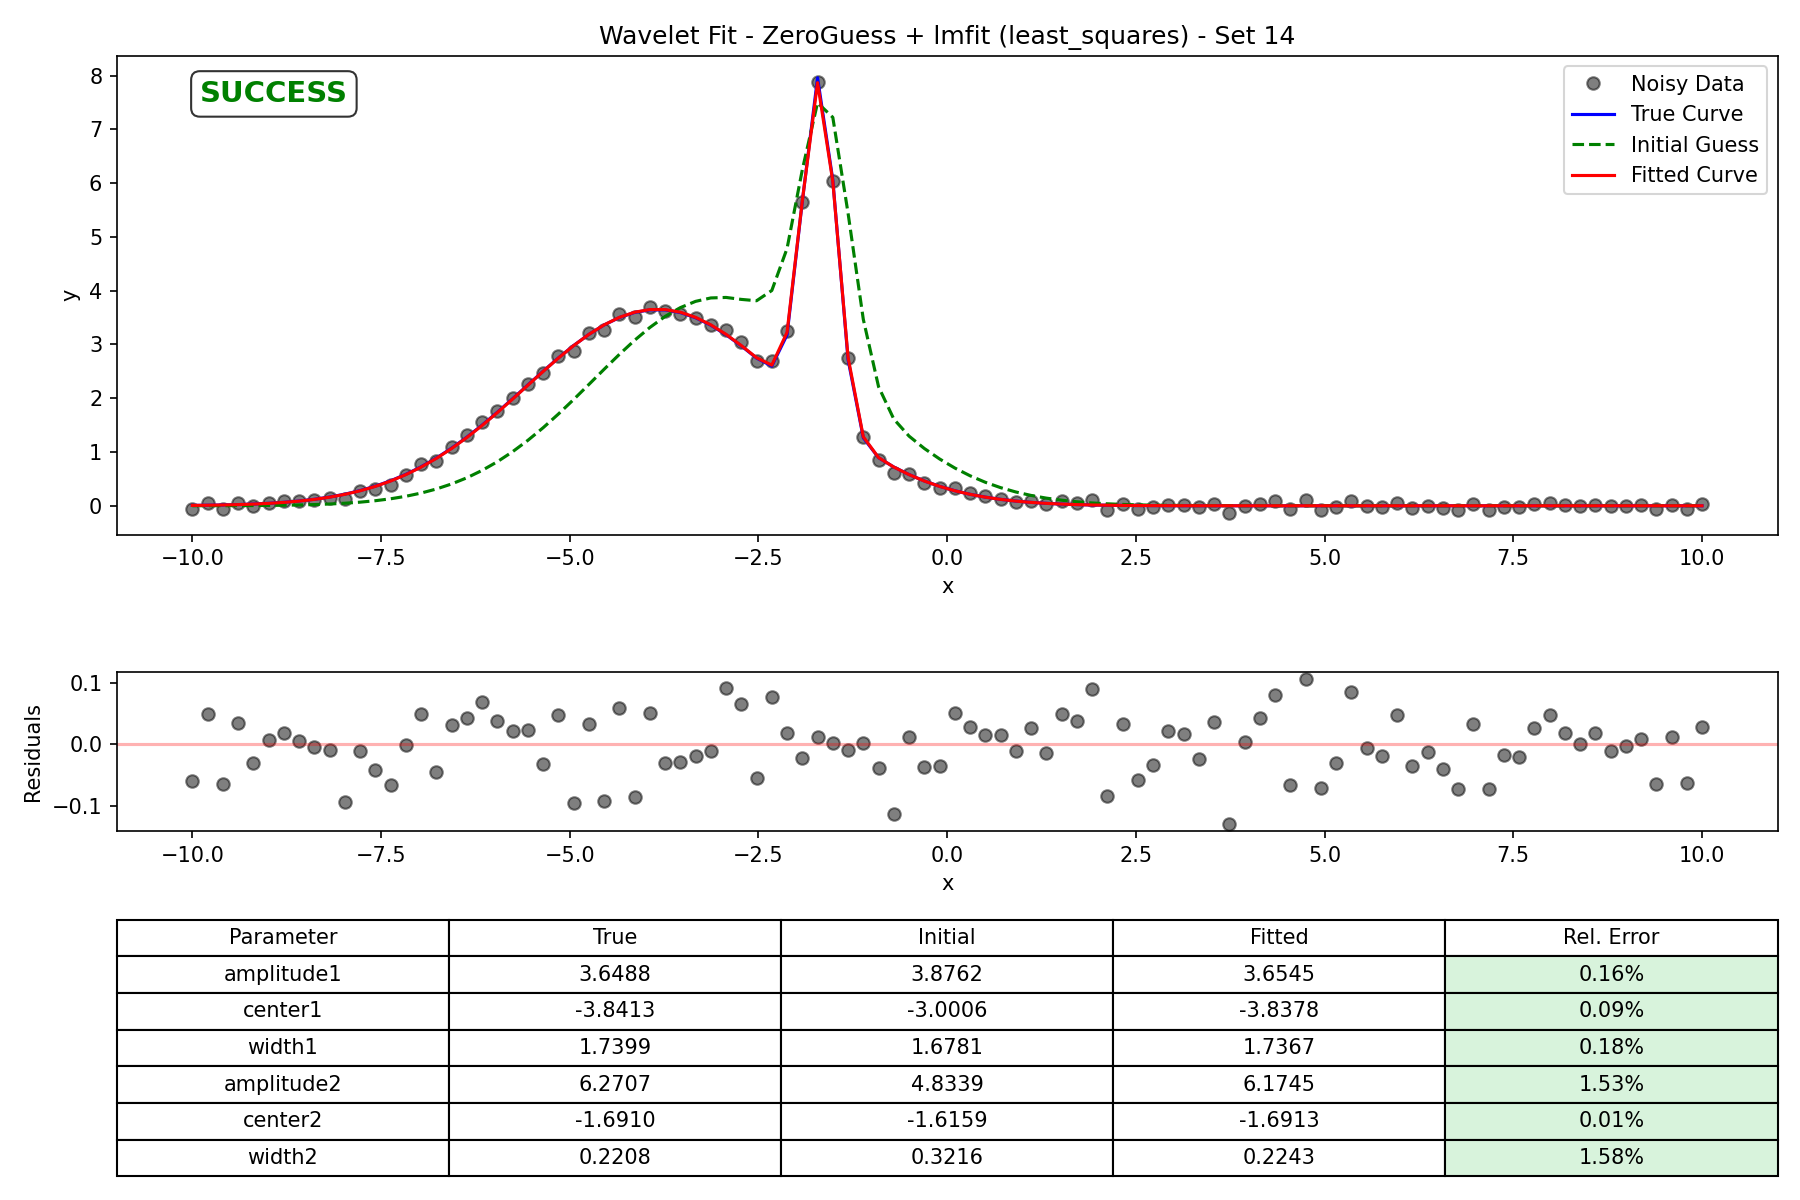 Wavelet Fit - ZeroGuess + lmfit (least_squares) - Set 14
SUCCESS
Noisy Data
True Curve
Initial Guess
Fitted Curve
8
7
6
5
4
3
2
1
0
y
−10.0 −7.5 −5.0 −2.5 0.0 2.5 5.0 7.5 10.0
x
0.1
0.0
−0.1
Residuals
−10.0 −7.5 −5.0 −2.5 0.0 2.5 5.0 7.5 10.0
x
Parameter True Initial Fitted Rel. Error
amplitude1 3.6488 3.8762 3.6545 0.16%
center1 -3.8413 -3.0006 -3.8378 0.09%
width1 1.7399 1.6781 1.7367 0.18%
amplitude2 6.2707 4.8339 6.1745 1.53%
center2 -1.6910 -1.6159 -1.6913 0.01%
width2 0.2208 0.3216 0.2243 1.58%